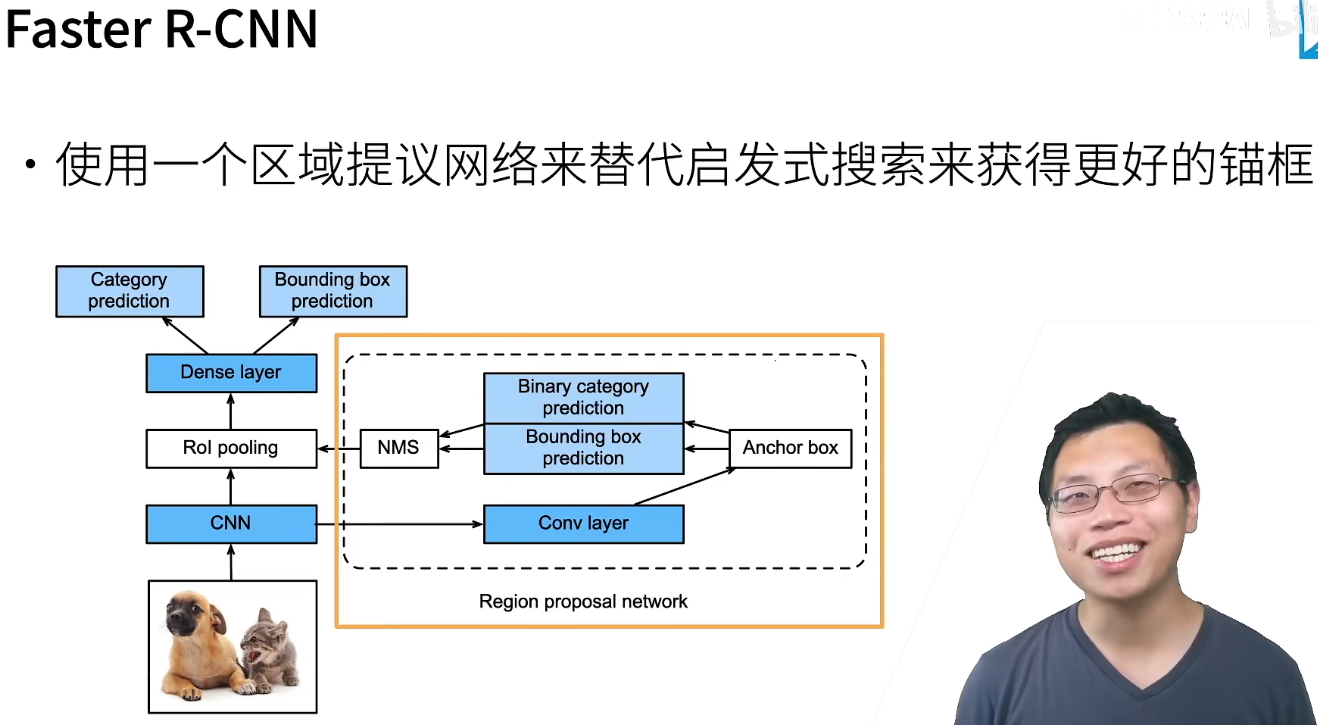 Faster R-CNN
• 使用一个区域提议网络来替代启发式搜索来获得更好的锚框
Category
prediction
Bounding box
prediction
Dense layer
RoI pooling
CNN
NMS
Binary category
prediction
Bounding box
prediction
Anchor box
Conv layer
Region proposal network